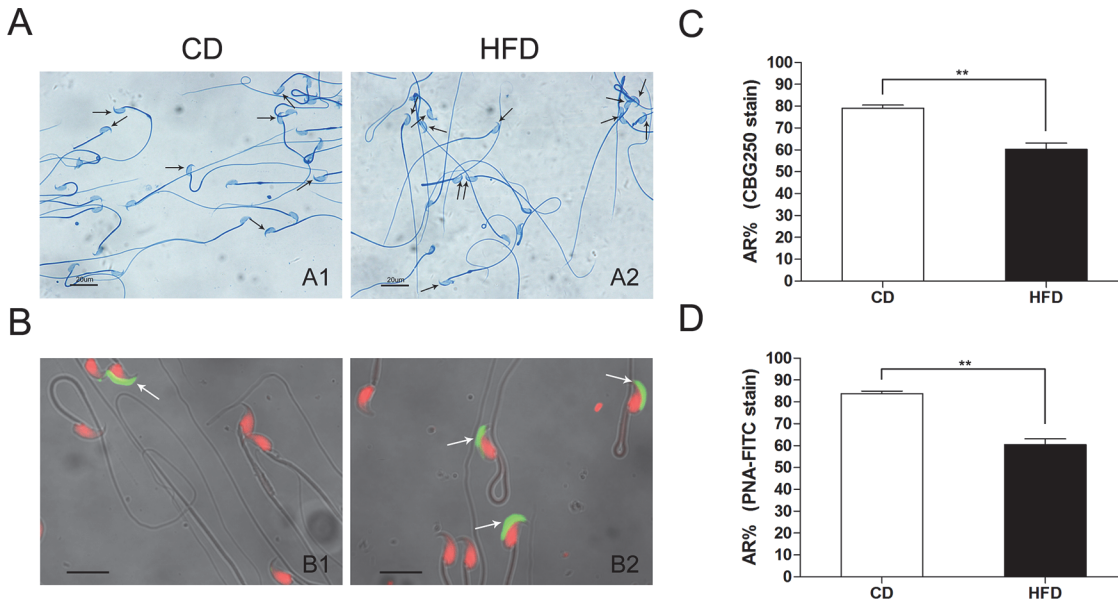 A
CD
HFD
20um
A1
20um
A2
B
B1
B2
C
AR% (CBG250 stain)
100
90
80
70
60
50
40
30
20
10
0
**
CD
HFD
D
AR% (PNA-FITC stain)
100
90
80
70
60
50
40
30
20
10
0
**
CD
HFD